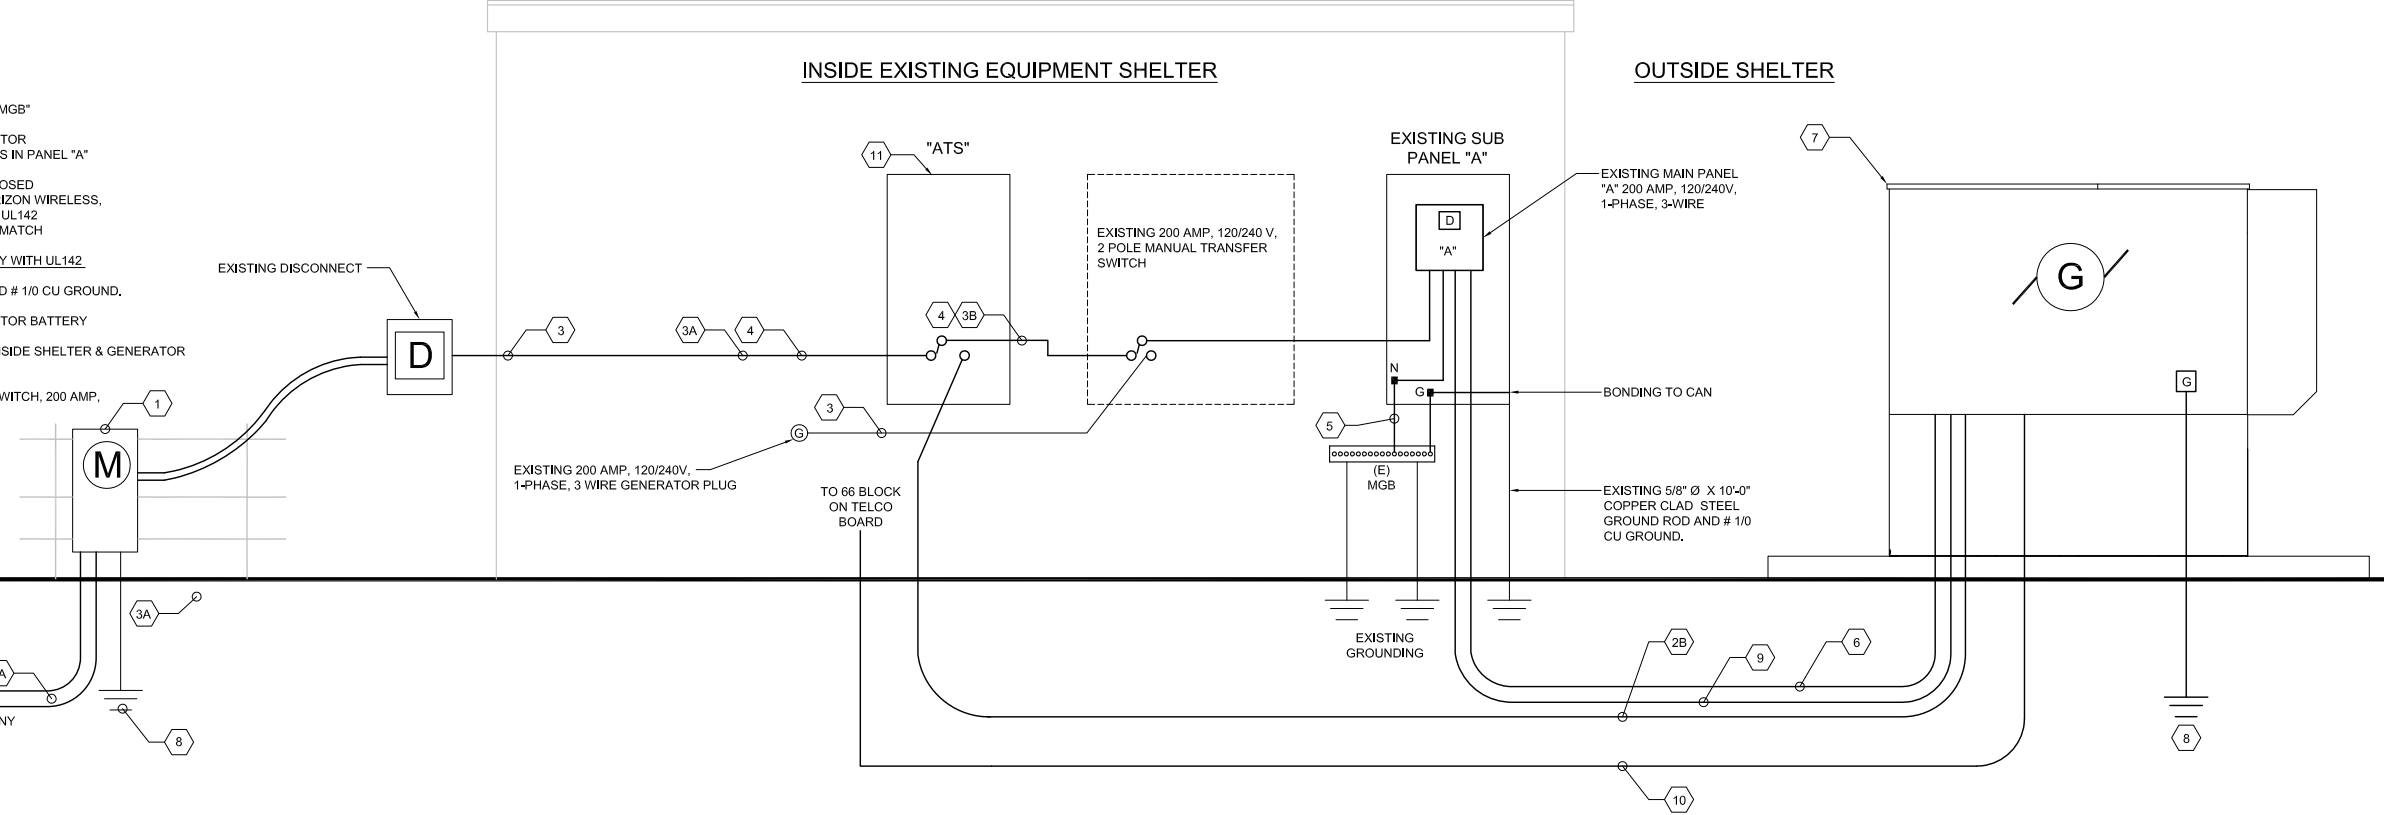 INSIDE EXISTING EQUIPMENT SHELTER
OUTSIDE SHELTER
MGB"
TOR
S IN PANEL "A"
OSED
IZON WIRELESS,
UL142
MATCH
Y WITH UL142
D # 1/0 CU GROUND.
TOR BATTERY
NSIDE SHELTER & GENERATOR
WITCH, 200 AMP,
EXISTING DISCONNECT
D
1
M
3A
A
NY
8
3
3A
4
11
"ATS"
4
3B
EXISTING 200 AMP, 120/240 V,
2 POLE MANUAL TRANSFER
SWITCH
3
G
EXISTING 200 AMP, 120/240V,
1-PHASE, 3 WIRE GENERATOR PLUG
TO 66 BLOCK
ON TELCO
BOARD
EXISTING SUB
PANEL "A"
D
"A"
EXISTING MAIN PANEL
"A" 200 AMP, 120/240V,
1-PHASE, 3-WIRE
N
G
BONDING TO CAN
5
(E)
MGB
EXISTING 5/8" Ø X 10'-0"
COPPER CLAD STEEL
GROUND ROD AND # 1/0
CU GROUND.
EXISTING
GROUNDING
7
G
G
2B
9
6
8
10